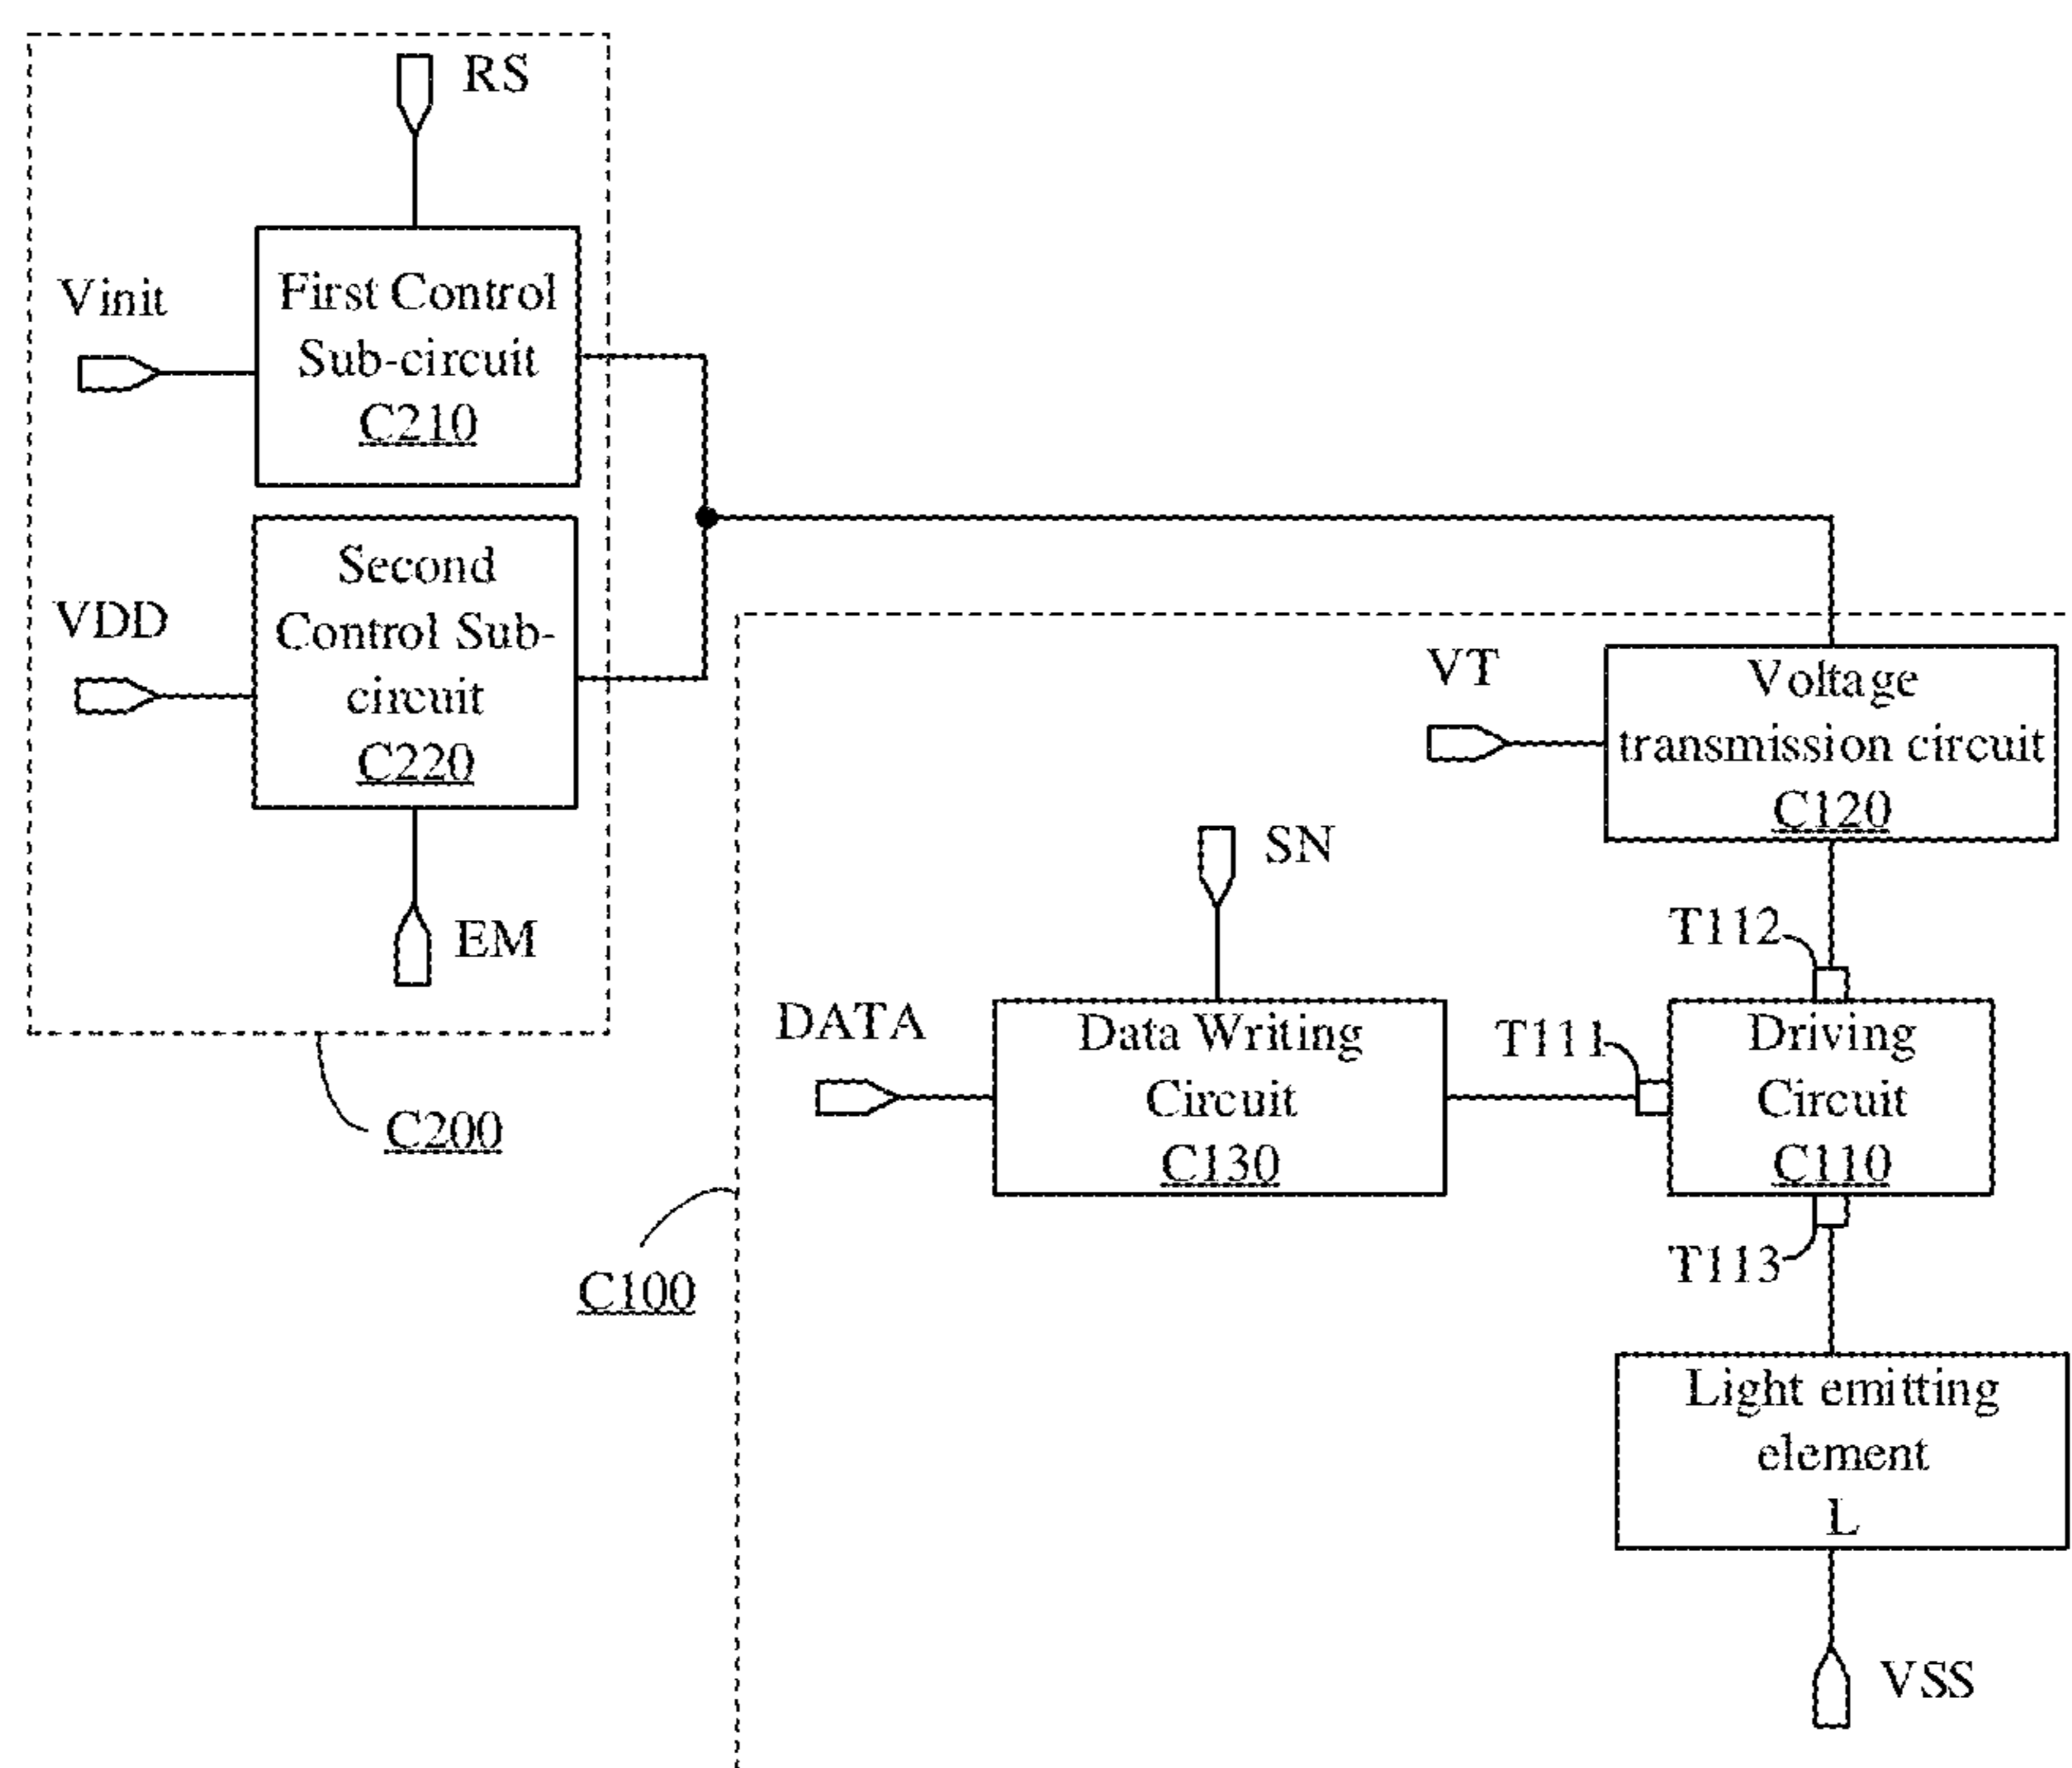 RS
Vinit
First Control
Sub-circuit
C210
VDD
Second
Control Sub-
circuit
C220
EM
C200
VT
Voltage
transmission circuit
C120
SN
T112
DATA
Data Writing
Circuit
C130
T111
Driving
Circuit
C110
T113
C100
Light emitting
element
L
VSS